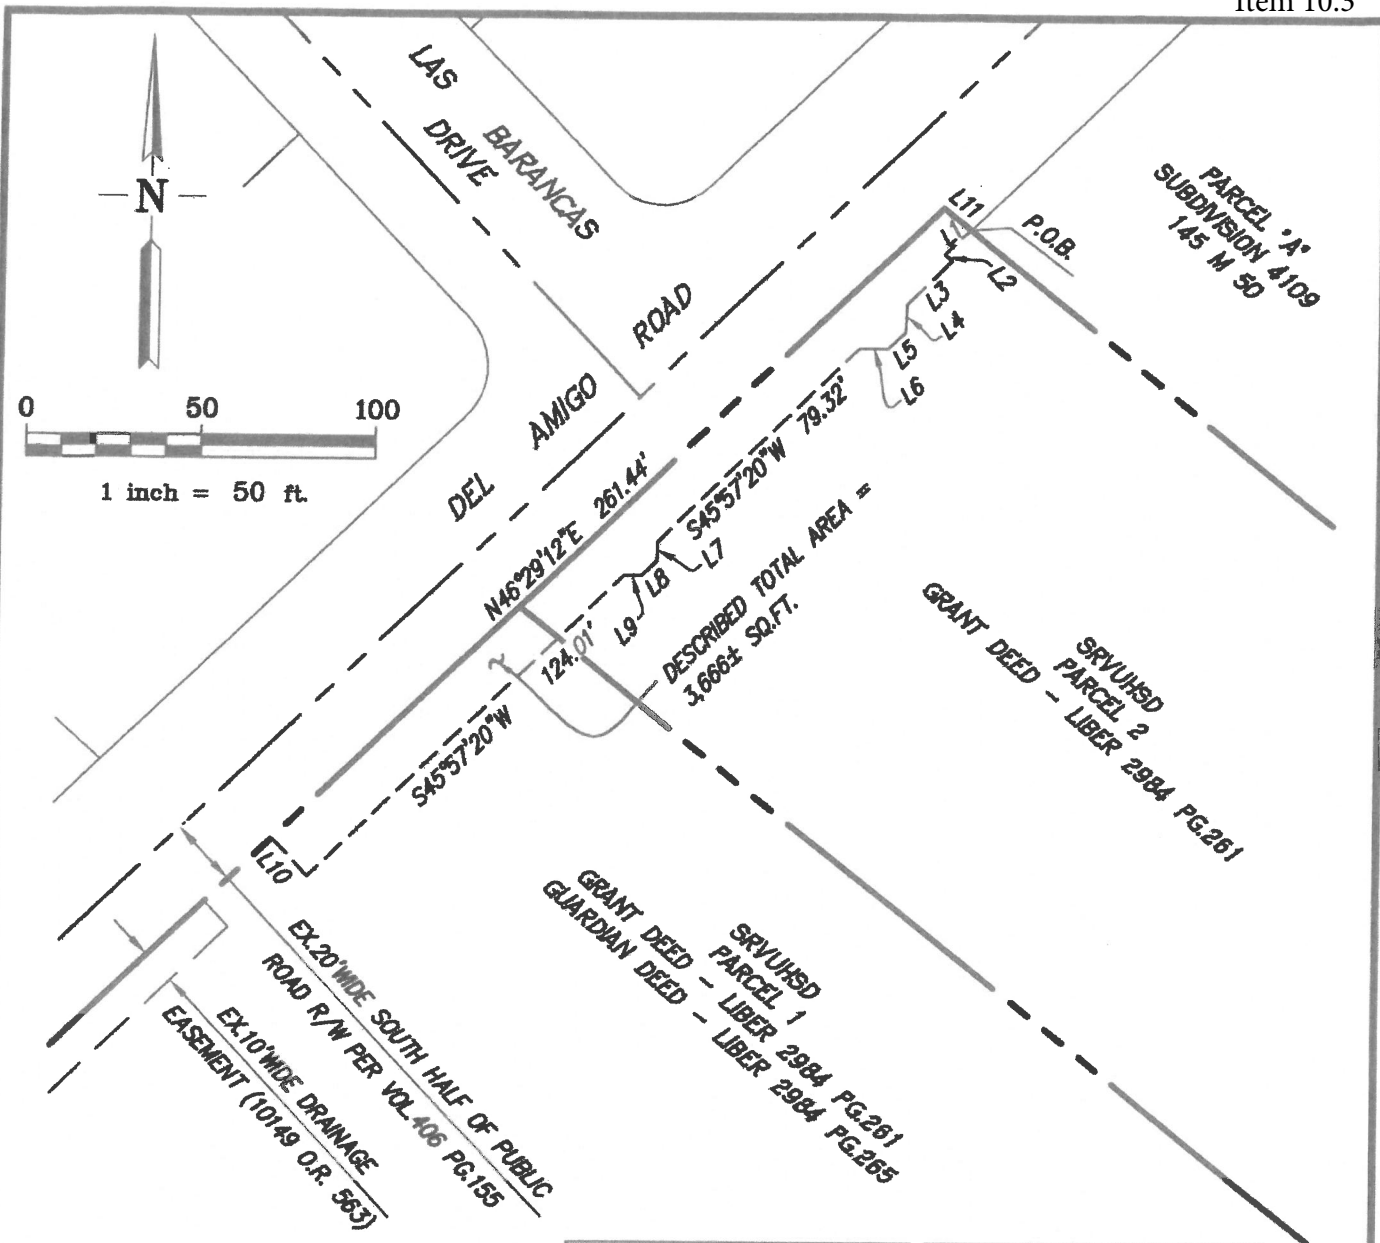 Item 10.3
LAS
BARANCAS
DRIVE
N
0 50 100
1 inch = 50 ft.
DEL AMIGO ROAD
L11
P.O.B.
L1
L2
L3
L4
L5
L6
PARCEL "A"
SUBDIVISION 4109
145 M 50
N46°29'12"E 261.44'
S45°57'20"W 79.32'
L7
L8
L9
124.01'
S45°57'20"W
DESCRIBED TOTAL AREA =
3,666± SQ.FT.
L10
SRVUHSD
PARCEL 2
GRANT DEED - LIBER 2984 PG.261
SRVUHSD
PARCEL 1
GRANT DEED - LIBER 2984 PG.261
GUARDIAN DEED - LIBER 2984 PG.265
EX.20'WIDE SOUTH HALF OF PUBLIC
ROAD R/W PER VOL.406 PG.155
EX.10'WIDE DRAINAGE
EASEMENT (10149 O.R. 563)